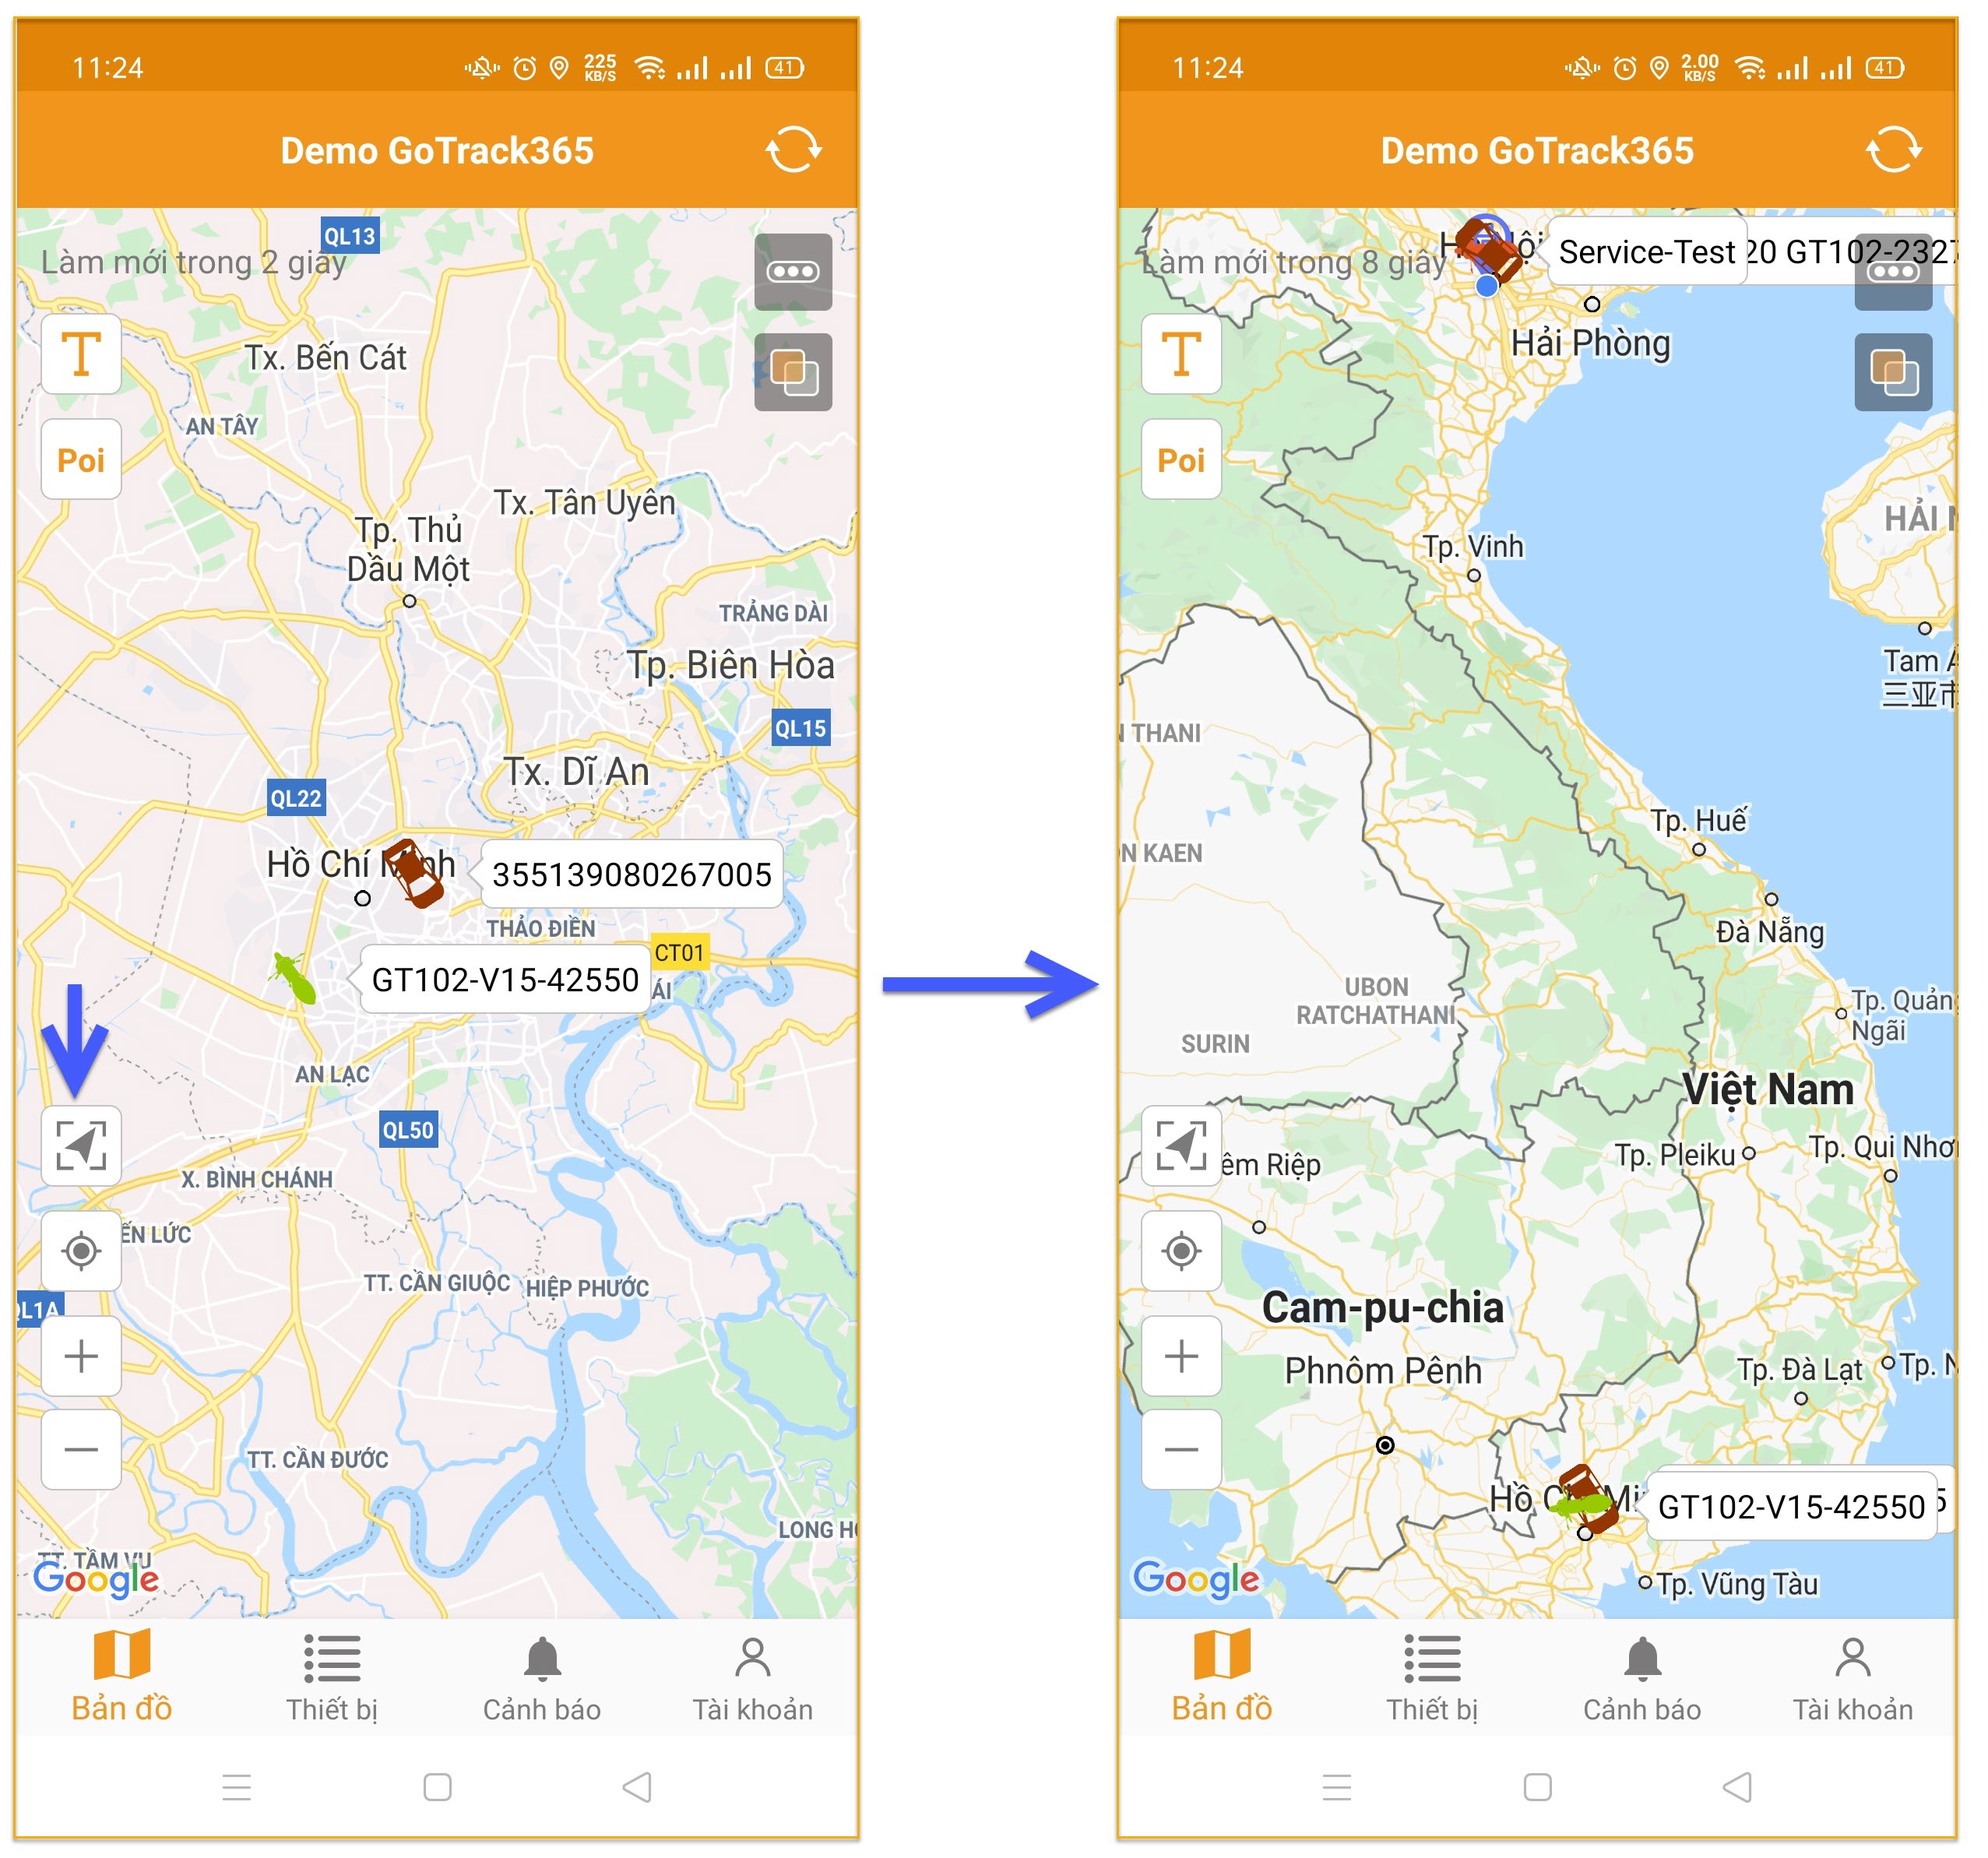 11:24
225
KB/S
41
Demo GoTrack365
QL13
Làm mới trong 2 giây
T
Tx. Bến Cát
AN TÂY
Poi
Tx. Tân Uyên
Tp. Thủ
Dầu Một
TRẢNG DÀI
Tp. Biên Hòa
QL15
Tx. Dĩ An
QL22
Hồ Chí Minh
355139080267005
THẢO ĐIỀN
CT01
GT102-V15-42550
ÁI
AN LẠC
QL50
X. BÌNH CHÁNH
ẾN LỨC
TT. CẦN GIUỘC
HIỆP PHƯỚC
QL1A
TT. CẦN ĐƯỚC
LONG H
TT. TẦM VU
Google
Bản đồ
Thiết bị
Cảnh báo
Tài khoản
11:24
2.00
KB/S
41
Demo GoTrack365
Service-Test
20 GT102-2327
Làm mới trong 8 giây
Hải Phòng
T
Poi
HẢI
Tp. Vinh
Tam
三亚市
THANI
N KAEN
Tp. Huế
Đà Nẵng
UBON
RATCHATHANI
Tp. Quảng
Ngãi
SURIN
Việt Nam
Tp. Pleiku
Tp. Qui Nhơ
êm Riệp
Cam-pu-chia
Phnôm Pênh
Tp. Đà Lạt
Tp. N
Hồ C Mi
GT102-V15-42550
5
Tp. Vũng Tàu
Google
Bản đồ
Thiết bị
Cảnh báo
Tài khoản